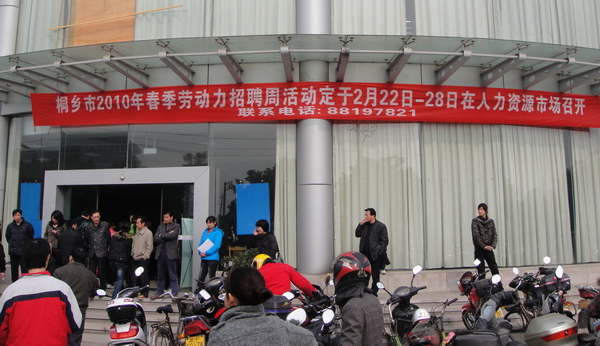 桐乡市2010年春季劳动力招聘周活动定于2月22日-28日在人力资源市场召开
联系电话:88197821